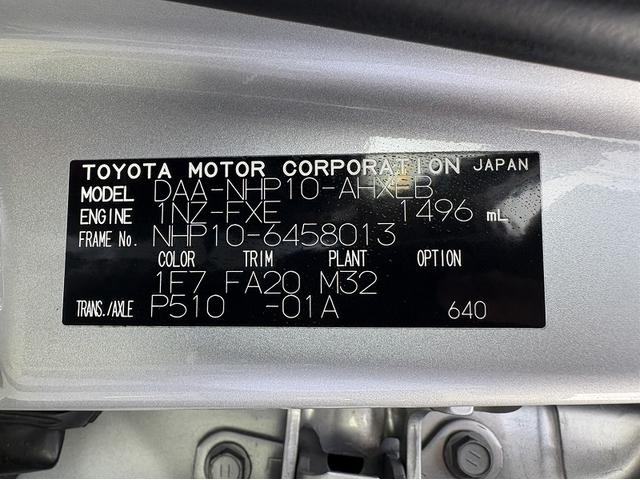 TOYOTA MOTOR CORPORATION JAPAN
MODEL DAA-NHP10-AHXEB
ENGINE 1NZ-FXE 1496 mL
FRAME No. NHP10-6458013
COLOR TRIM PLANT OPTION
1F7 FA20 M32
TRANS./AXLE P510 -01A 640